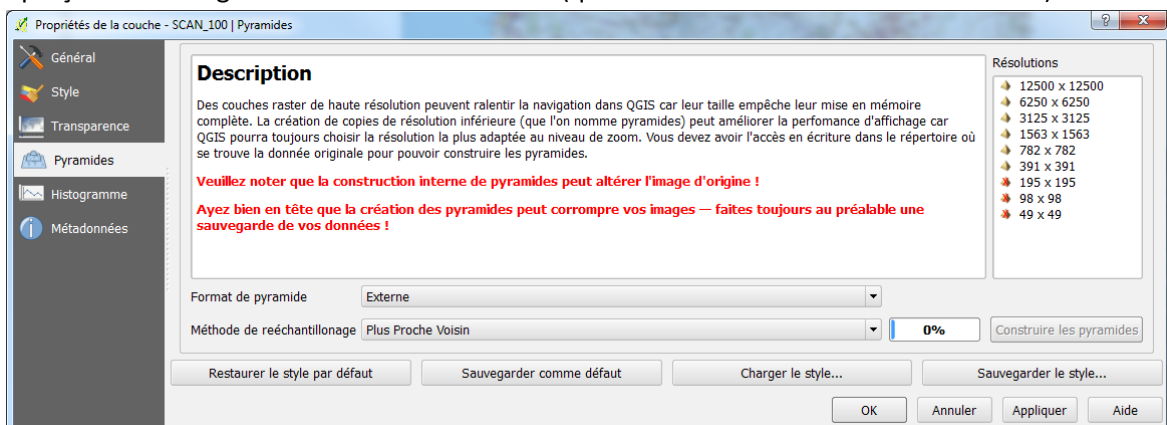 Propriétés de la couche - SCAN_100 | Pyramides
Général
Style
Transparence
Pyramides
Histogramme
Métadonnées
Description
Des couches raster de haute résolution peuvent ralentir la navigation dans QGIS car leur taille empêche leur mise en mémoire
complète. La création de copies de résolution inférieure (que l'on nomme pyramides) peut améliorer la perfomance d'affichage car
QGIS pourra toujours choisir la résolution la plus adaptée au niveau de zoom. Vous devez avoir l'accès en écriture dans le répertoire où
se trouve la donnée originale pour pouvoir construire les pyramides.
Veuillez noter que la construction interne de pyramides peut altérer l'image d'origine !
Ayez bien en tête que la création des pyramides peut corrompre vos images — faites toujours au préalable une
sauvegarde de vos données !
Résolutions
12500 x 12500
6250 x 6250
3125 x 3125
1563 x 1563
782 x 782
391 x 391
195 x 195
98 x 98
49 x 49
Format de pyramide Externe
Méthode de reéchantillonage Plus Proche Voisin 0% Construire les pyramides
Restaurer le style par défaut Sauvegarder comme défaut Charger le style... Sauvegarder le style...
OK Annuler Appliquer Aide